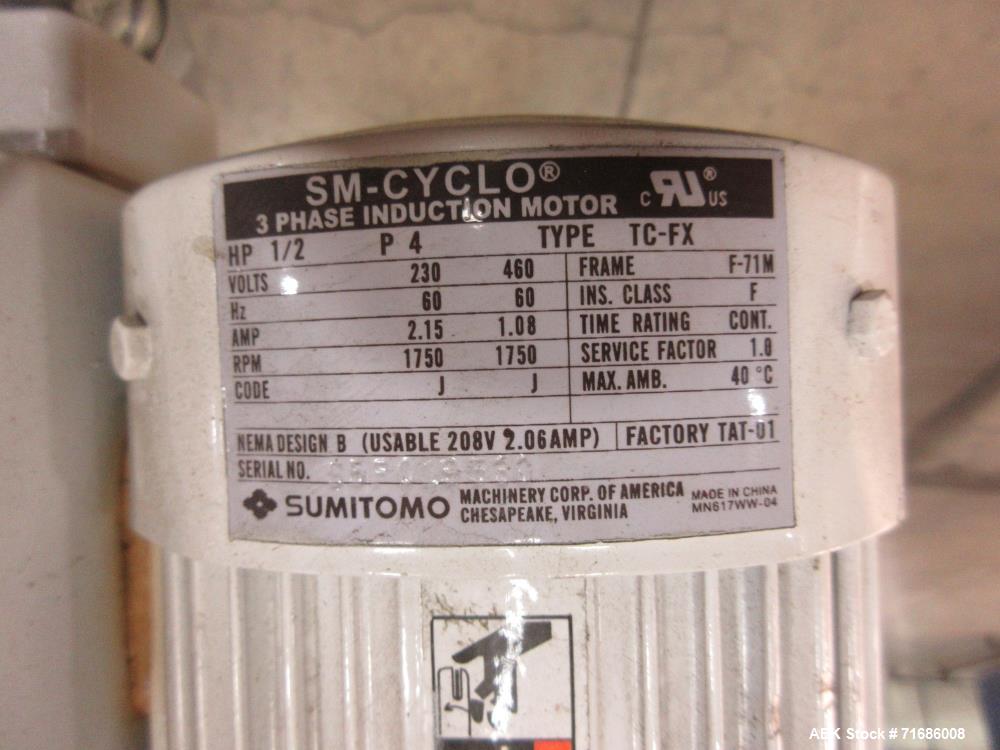 SM-CYCLO®
3 PHASE INDUCTION MOTOR
C US ®
HP 1/2 P 4 TYPE TC-FX
VOLTS 230 460 FRAME F-71M
Hz 60 60 INS. CLASS F
AMP 2.15 1.08 TIME RATING CONT.
RPM 1750 1750 SERVICE FACTOR 1.0
CODE J J MAX. AMB. 40 °C
NEMA DESIGN B (USABLE 208V 2.06AMP) FACTORY TAT-01
SERIAL NO.
SUMITOMO MACHINERY CORP. OF AMERICA MADE IN CHINA
CHESAPEAKE, VIRGINIA MN617WW-04
ABK Stock # 71686008